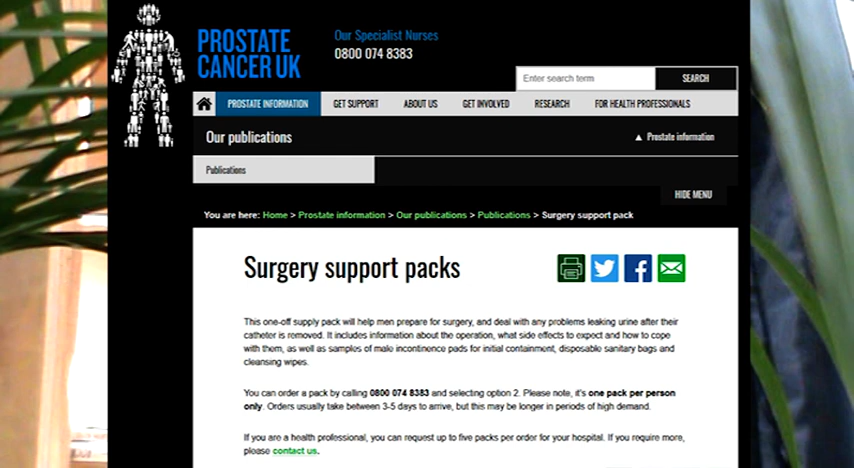 PROSTATE
CANCER UK
Our Specialist Nurses
0800 074 8383
Enter search term
SEARCH
PROSTATE INFORMATION GET SUPPORT ABOUT US GET INVOLVED RESEARCH FOR HEALTH PROFESSIONALS
Our publications
▲ Prostate information
Publications
HIDE MENU
You are here: Home > Prostate information > Our publications > Publications > Surgery support pack
Surgery support packs
This one-off supply pack will help men prepare for surgery, and deal with any problems leaking urine after their
catheter is removed. It includes information about the operation, what side effects to expect and how to cope
with them, as well as samples of male incontinence pads for initial containment, disposable sanitary bags and
cleansing wipes.
You can order a pack by calling 0800 074 8383 and selecting option 2. Please note, it's one pack per person
only. Orders usually take between 3-5 days to arrive, but this may be longer in periods of high demand.
If you are a health professional, you can request up to five packs per order for your hospital. If you require more,
please contact us.